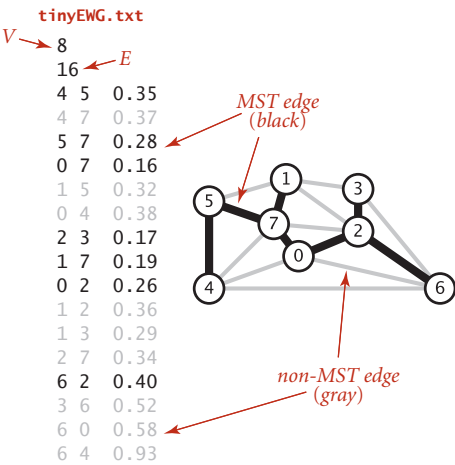 tinyEWG.txt
V
8
16
E
4 5 0.35
4 7 0.37
5 7 0.28
0 7 0.16
1 5 0.32
0 4 0.38
2 3 0.17
1 7 0.19
0 2 0.26
1 2 0.36
1 3 0.29
2 7 0.34
6 2 0.40
3 6 0.52
6 0 0.58
6 4 0.93
MST edge
(black)
1
3
5
7
2
0
4
6
non-MST edge
(gray)